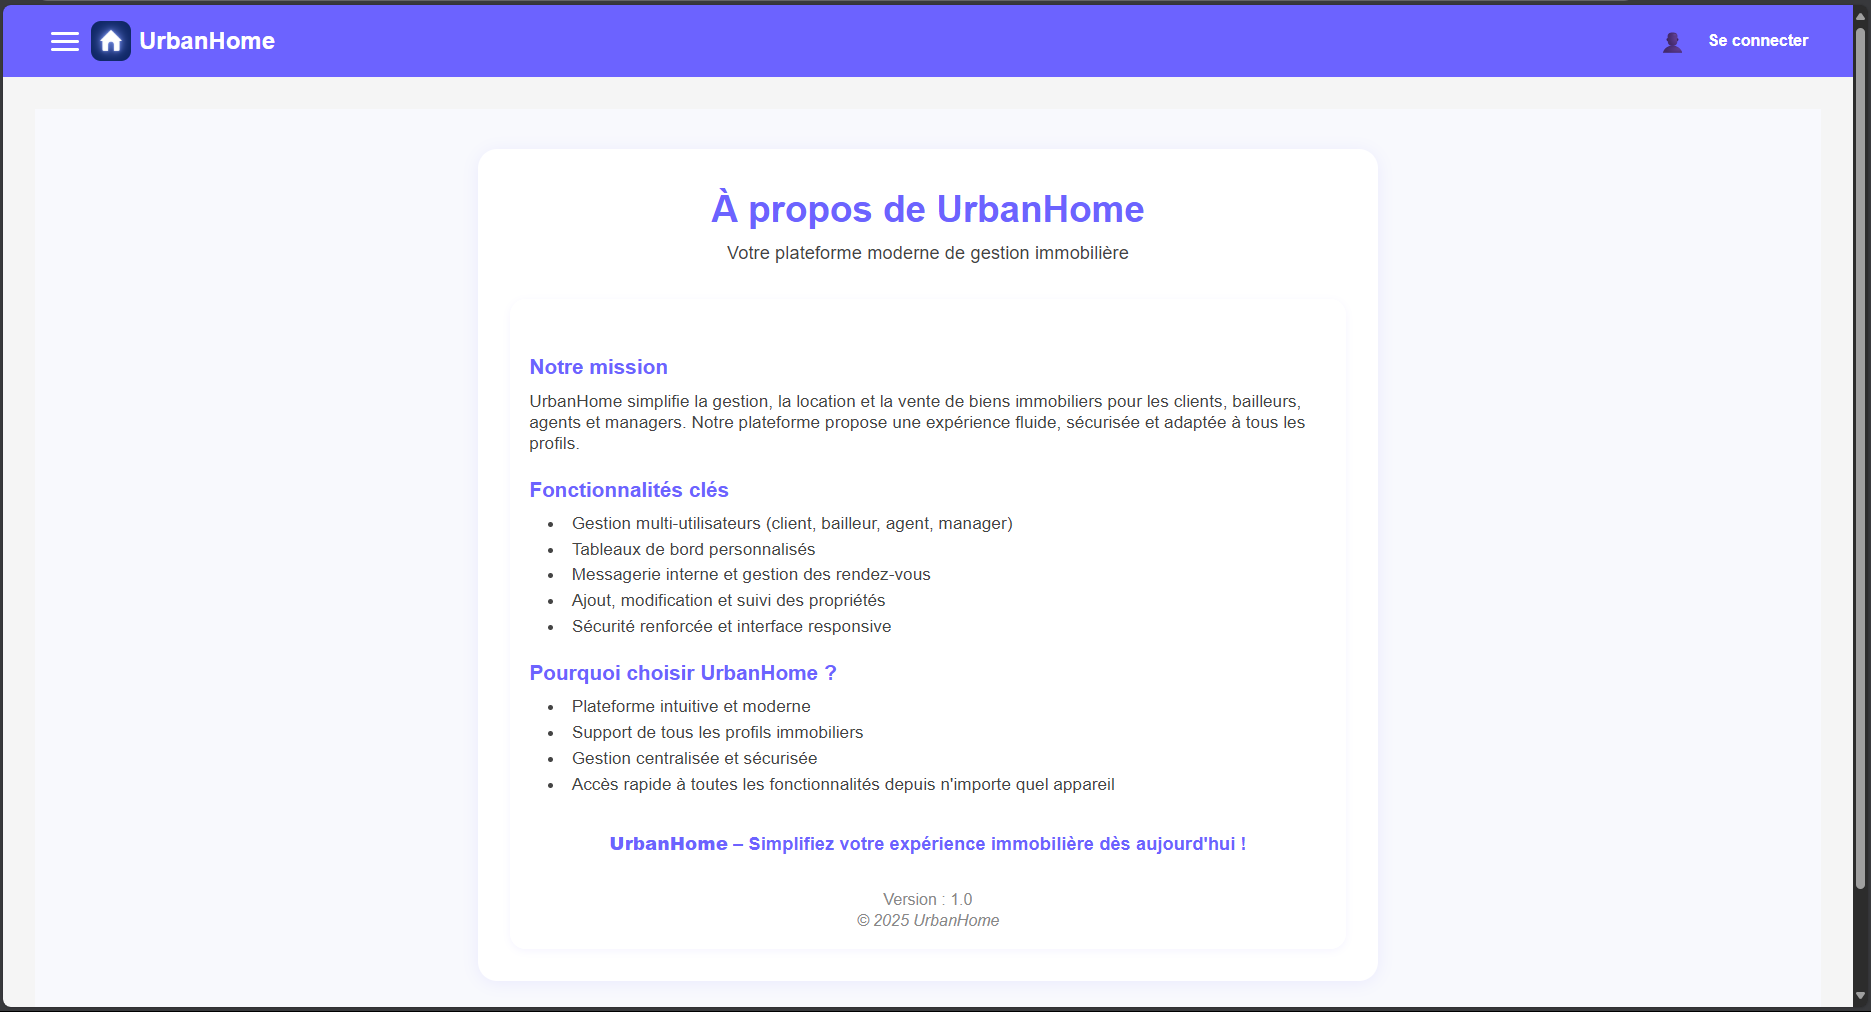 UrbanHome
Se connecter
À propos de UrbanHome
Votre plateforme moderne de gestion immobilière
Notre mission
UrbanHome simplifie la gestion, la location et la vente de biens immobiliers pour les clients, bailleurs,
agents et managers. Notre plateforme propose une expérience fluide, sécurisée et adaptée à tous les
profils.
Fonctionnalités clés
• Gestion multi-utilisateurs (client, bailleur, agent, manager)
• Tableaux de bord personnalisés
• Messagerie interne et gestion des rendez-vous
• Ajout, modification et suivi des propriétés
• Sécurité renforcée et interface responsive
Pourquoi choisir UrbanHome ?
• Plateforme intuitive et moderne
• Support de tous les profils immobiliers
• Gestion centralisée et sécurisée
• Accès rapide à toutes les fonctionnalités depuis n'importe quel appareil
UrbanHome – Simplifiez votre expérience immobilière dès aujourd'hui !
Version : 1.0
© 2025 UrbanHome